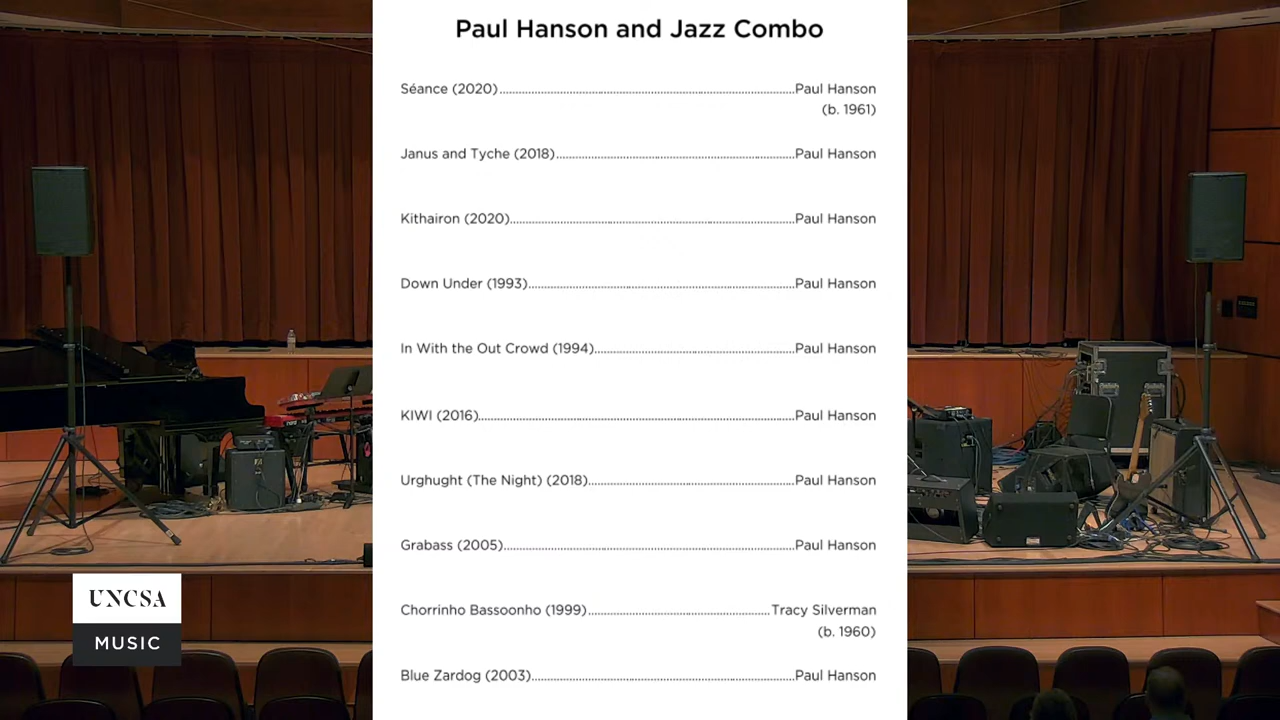 Paul Hanson and Jazz Combo
Séance (2020)..........Paul Hanson
(b. 1961)
Janus and Tyche (2018)..........Paul Hanson
Kithairon (2020)..........Paul Hanson
Down Under (1993)..........Paul Hanson
In With the Out Crowd (1994)..........Paul Hanson
KIWI (2016)..........Paul Hanson
Urghught (The Night) (2018)..........Paul Hanson
Grabass (2005)..........Paul Hanson
Chorrinho Bassoonho (1999)..........Tracy Silverman
(b. 1960)
Blue Zardog (2003)..........Paul Hanson
UNCSA
MUSIC